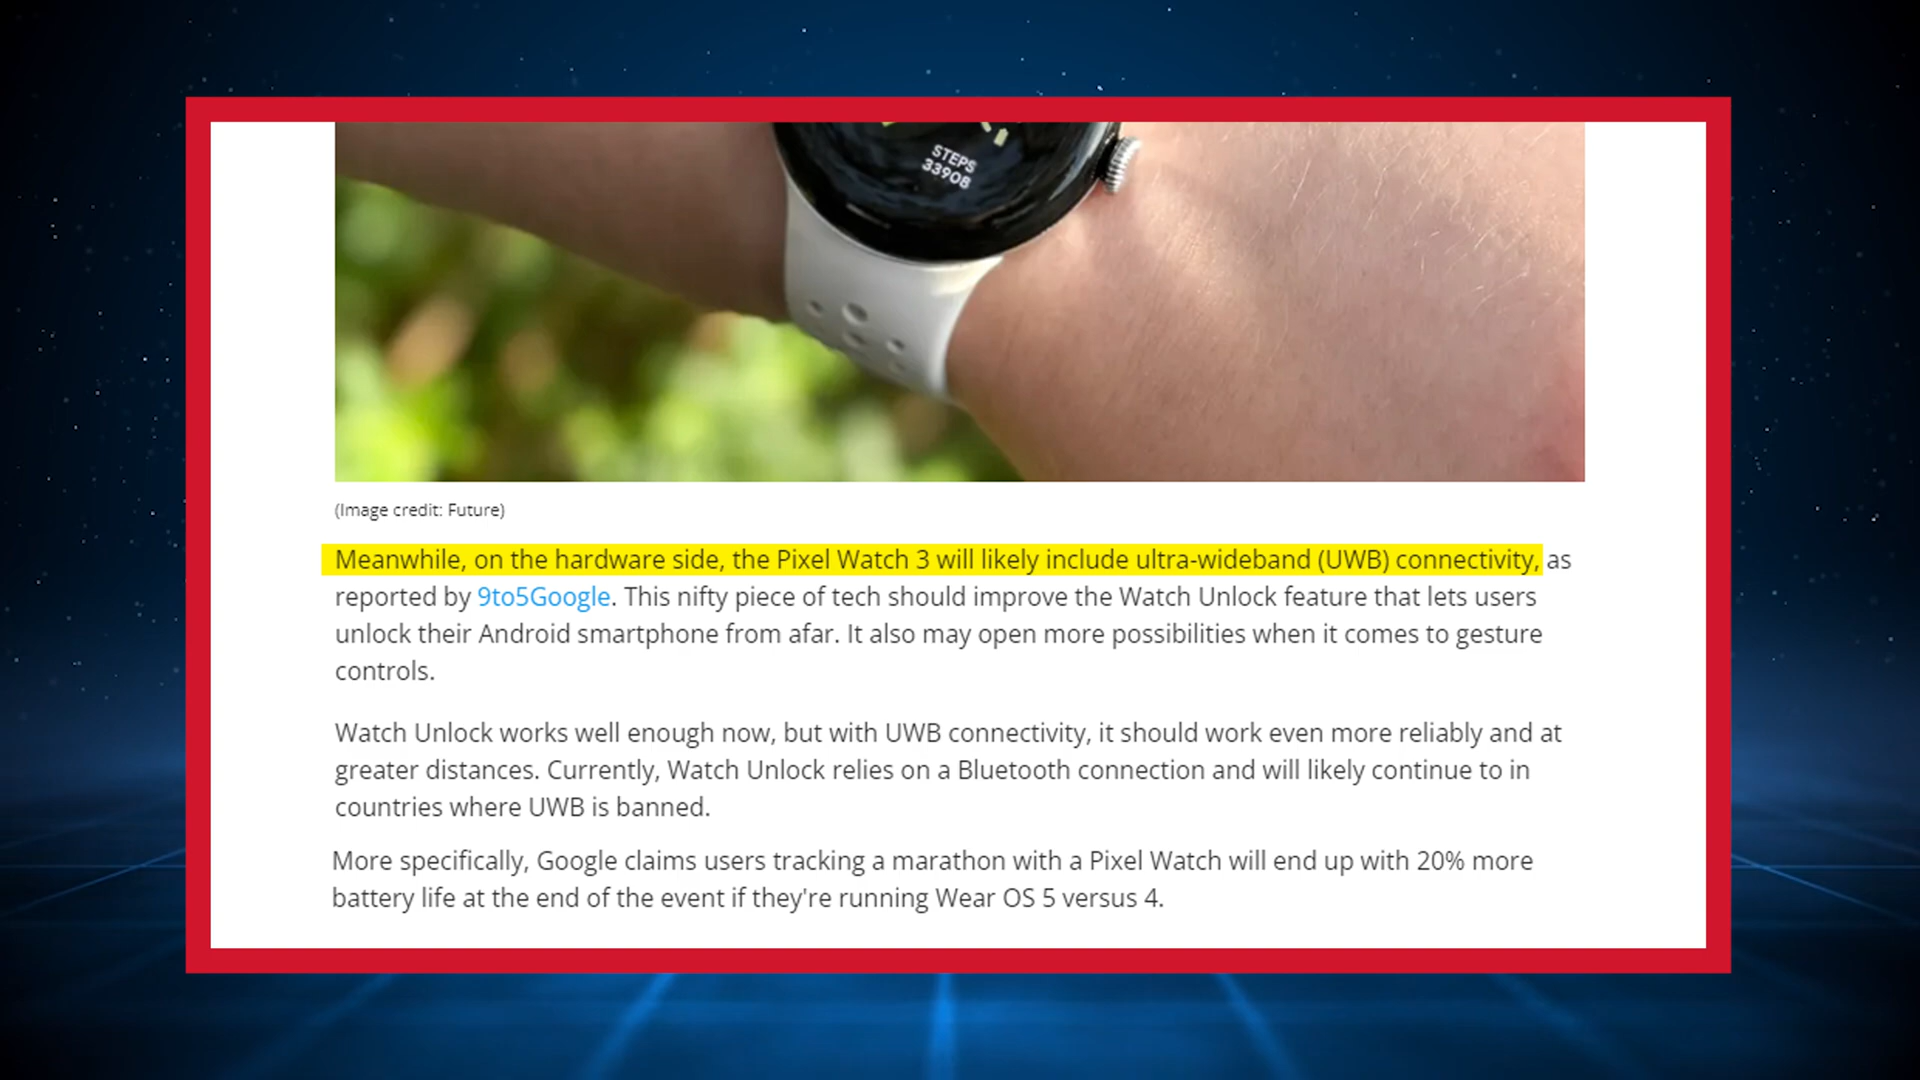 STEPS
33908
(Image credit: Future)
Meanwhile, on the hardware side, the Pixel Watch 3 will likely include ultra-wideband (UWB) connectivity, as
reported by 9to5Google. This nifty piece of tech should improve the Watch Unlock feature that lets users
unlock their Android smartphone from afar. It also may open more possibilities when it comes to gesture
controls.
Watch Unlock works well enough now, but with UWB connectivity, it should work even more reliably and at
greater distances. Currently, Watch Unlock relies on a Bluetooth connection and will likely continue to in
countries where UWB is banned.
More specifically, Google claims users tracking a marathon with a Pixel Watch will end up with 20% more
battery life at the end of the event if they're running Wear OS 5 versus 4.